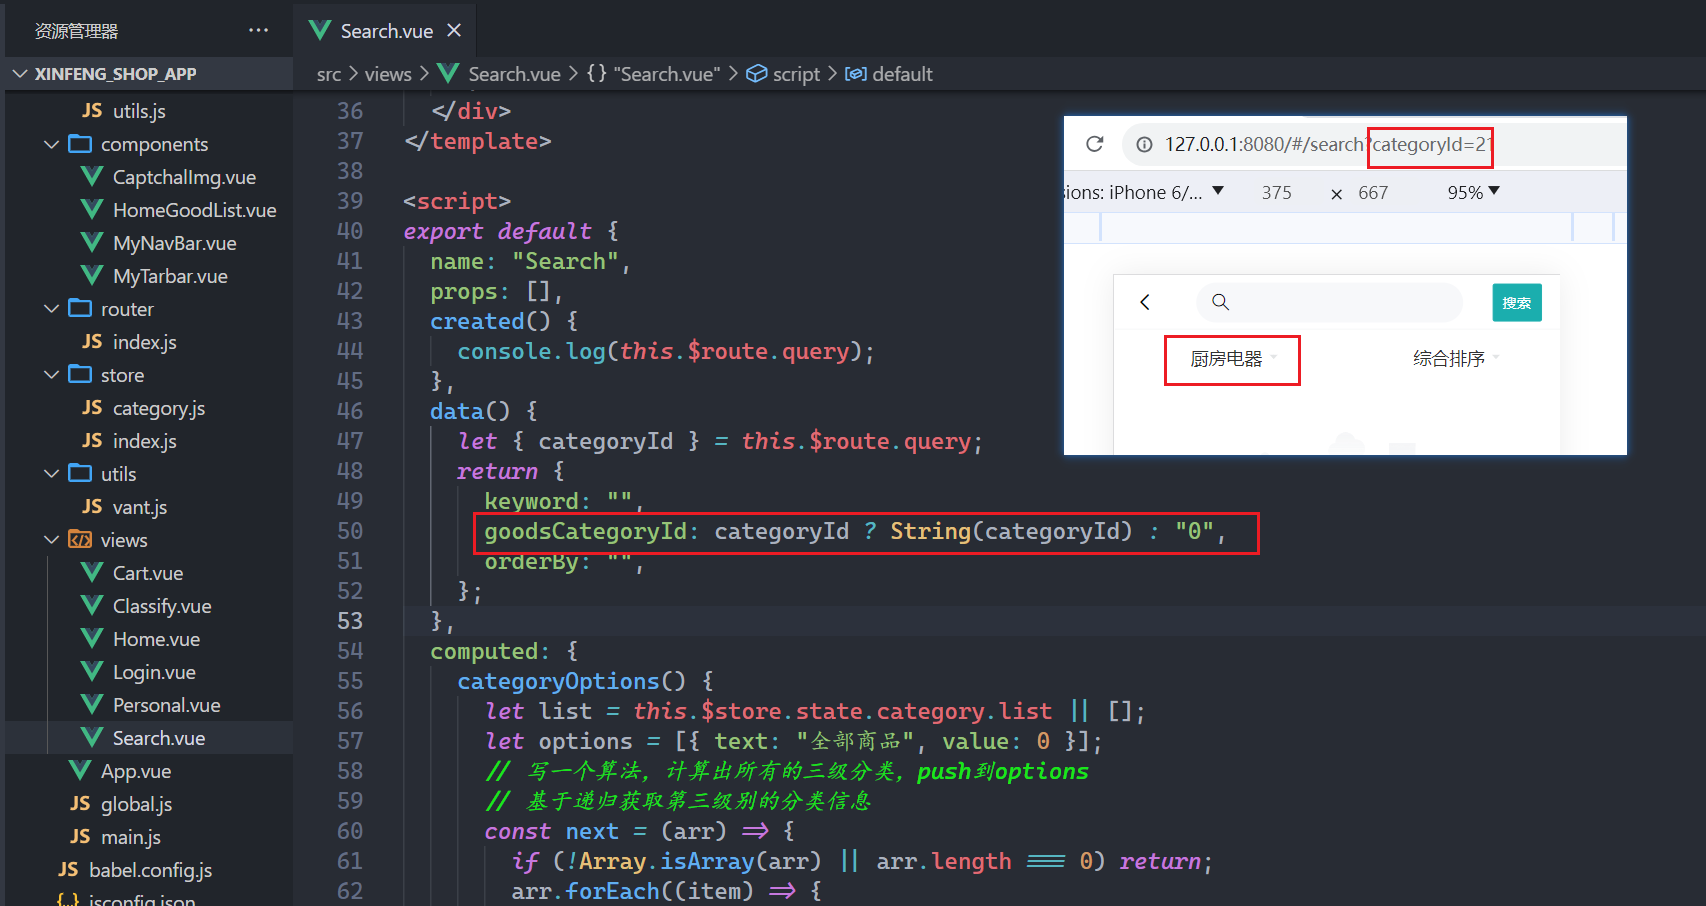 资源管理器
XINFENG_SHOP_APP
JS utils.js
components
CaptchaImg.vue
HomeGoodList.vue
MyNavBar.vue
MyTarbar.vue
router
JS index.js
store
JS category.js
JS index.js
utils
JS vant.js
views
Cart.vue
Classify.vue
Home.vue
Login.vue
Personal.vue
Search.vue
App.vue
JS global.js
JS main.js
JS babel.config.js
{..} jsconfig.json
Search.vue
src > views > Search.vue > {} "Search.vue" > script > default
36 </div>
37 </template>
38
39 <script>
40 export default {
41 name: "Search",
42 props: [],
43 created() {
44 console.log(this.$route.query);
45 },
46 data() {
47 let { categoryId } = this.$route.query;
48 return {
49 keyword: "",
50 goodsCategoryId: categoryId ? String(categoryId) : "0",
51 orderBy: "",
52 };
53 },
54 computed: {
55 categoryOptions() {
56 let list = this.$store.state.category.list || [];
57 let options = [{ text: "全部商品", value: 0 }];
58 // 写一个算法，计算出所有的三级分类，push到options
59 // 基于递归获取第三级别的分类信息
60 const next = (arr) => {
61 if (!Array.isArray(arr) || arr.length === 0) return;
62 arr.forEach((item) => {
127.0.0.1:8080/#/search?categoryId=21
sions: iPhone 6/... ▼ 375 × 667 95% ▼
搜索
厨房电器 综合排序